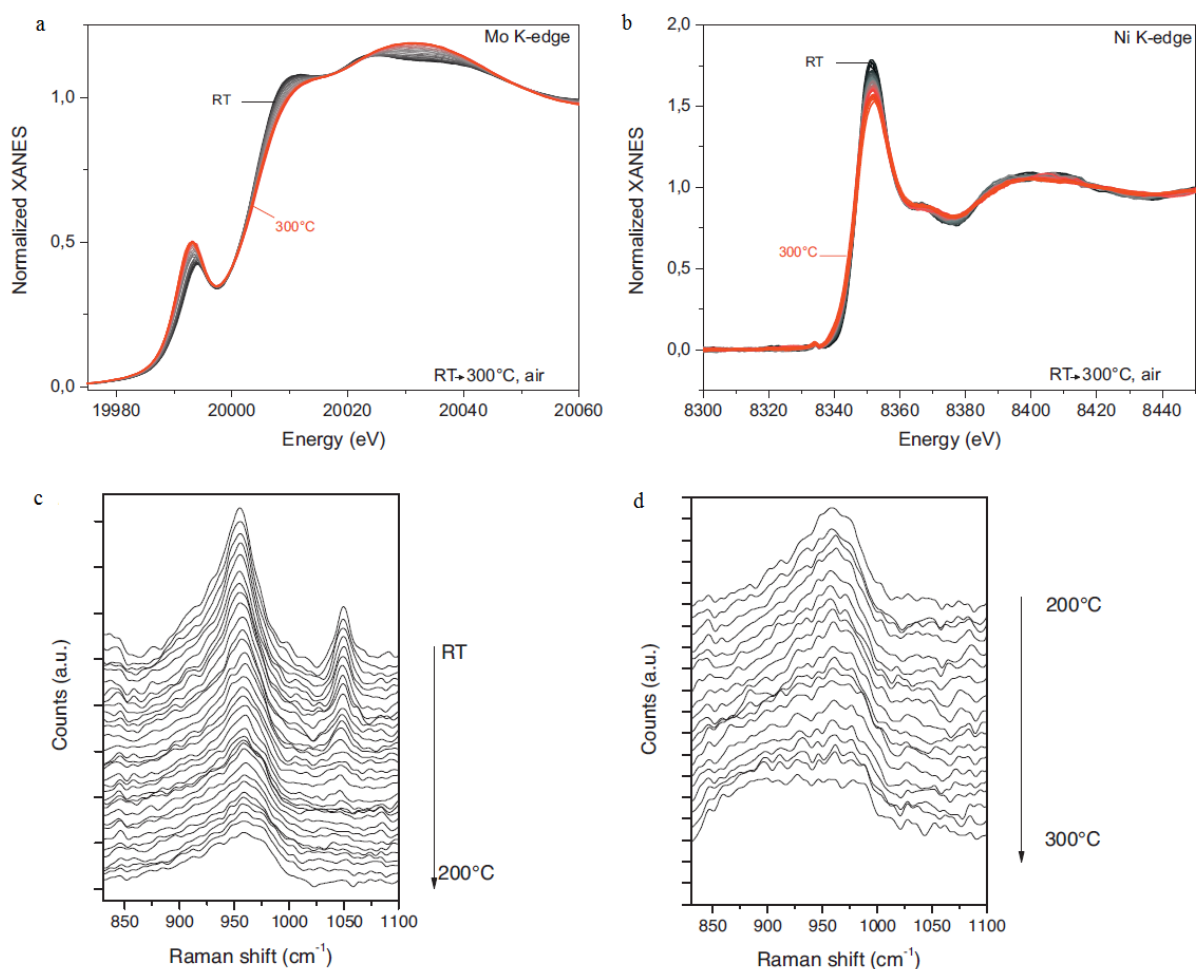 a
Mo K-edge
Normalized XANES
1,0
0,5
0,0
RT
300°C
RT→300°C, air
19980 20000 20020 20040 20060
Energy (eV)
b
Ni K-edge
Normalized XANES
2,0
1,5
1,0
0,5
0,0
RT
300°C
RT→300°C, air
8300 8320 8340 8360 8380 8400 8420 8440
Energy (eV)
c
Counts (a.u.)
RT
200°C
850 900 950 1000 1050 1100
Raman shift (cm⁻¹)
d
Counts (a.u.)
200°C
300°C
850 900 950 1000 1050 1100
Raman shift (cm⁻¹)